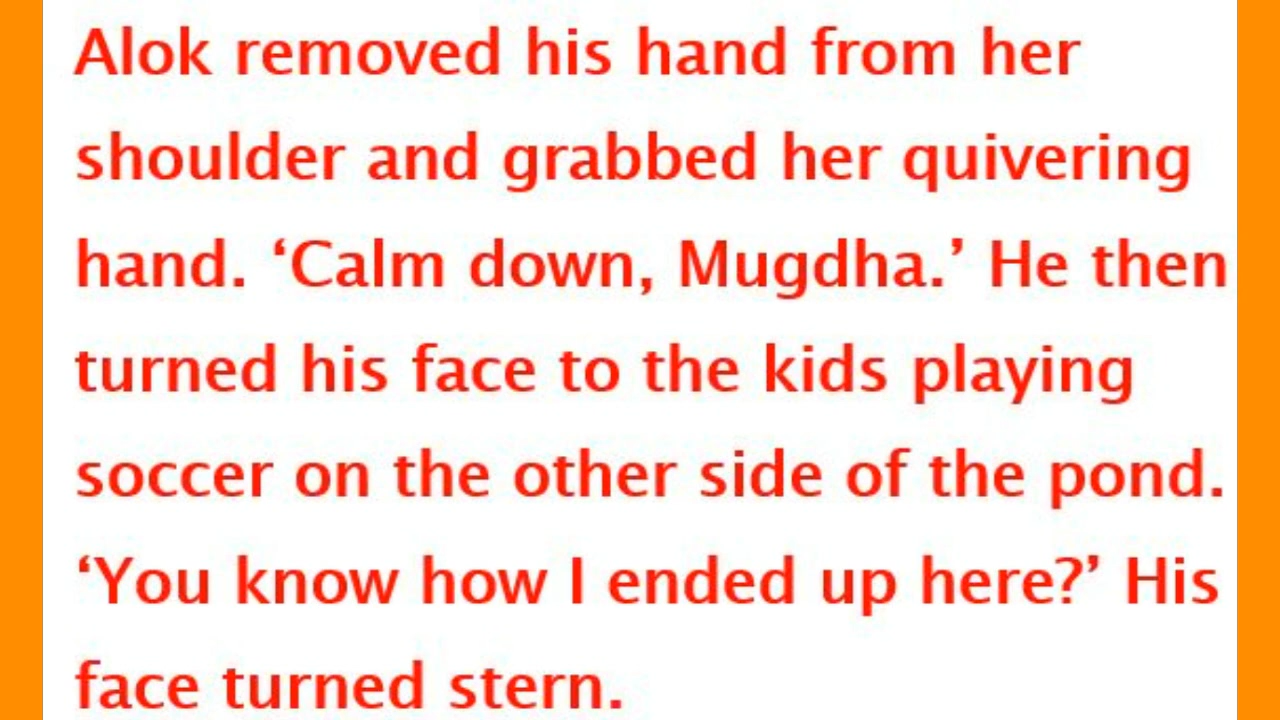 Alok removed his hand from her
shoulder and grabbed her quivering
hand. ‘Calm down, Mugdha.’ He then
turned his face to the kids playing
soccer on the other side of the pond.
‘You know how I ended up here?’ His
face turned stern.